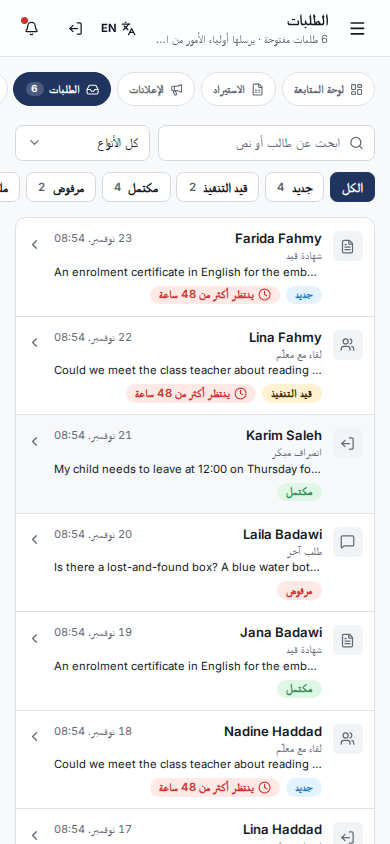 الطلبات
6 طلبات مفتوحة · يرسلها أولياء الأمور من ا...
EN
لوحة المتابعة
الاستيراد
الإعلانات
الطلبات 6
ابحث عن طالب أو نص
كل الأنواع
الكل
جديد 4
قيد التنفيذ 2
مكتمل 4
مرفوض 2
Farida Fahmy
23 نوفمبر، 08:54
شهادة قيد
An enrolment certificate in English for the emb...
جديد
ينتظر أكثر من 48 ساعة
Lina Fahmy
22 نوفمبر، 08:54
لقاء مع معلّم
Could we meet the class teacher about reading ...
قيد التنفيذ
ينتظر أكثر من 48 ساعة
Karim Saleh
21 نوفمبر، 08:54
انصراف مبكر
My child needs to leave at 12:00 on Thursday fo...
مكتمل
Laila Badawi
20 نوفمبر، 08:54
طلب آخر
Is there a lost-and-found box? A blue water bot...
مرفوض
Jana Badawi
19 نوفمبر، 08:54
شهادة قيد
An enrolment certificate in English for the emb...
مكتمل
Nadine Haddad
18 نوفمبر، 08:54
لقاء مع معلّم
Could we meet the class teacher about reading ...
جديد
ينتظر أكثر من 48 ساعة
Lina Haddad
17 نوفمبر، 08:54